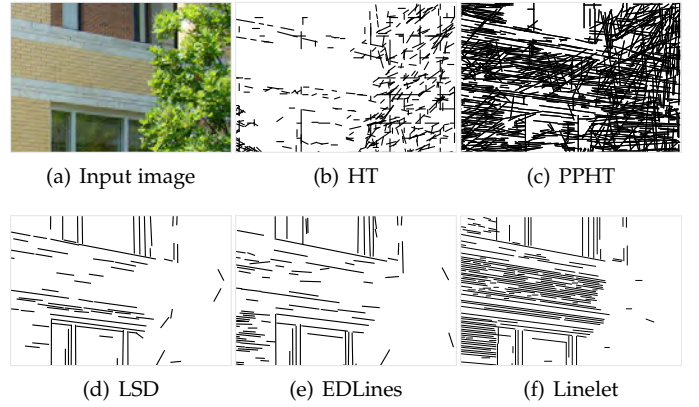 (a) Input image
(b) HT
(c) PPHT
(d) LSD
(e) EDLines
(f) Linelet